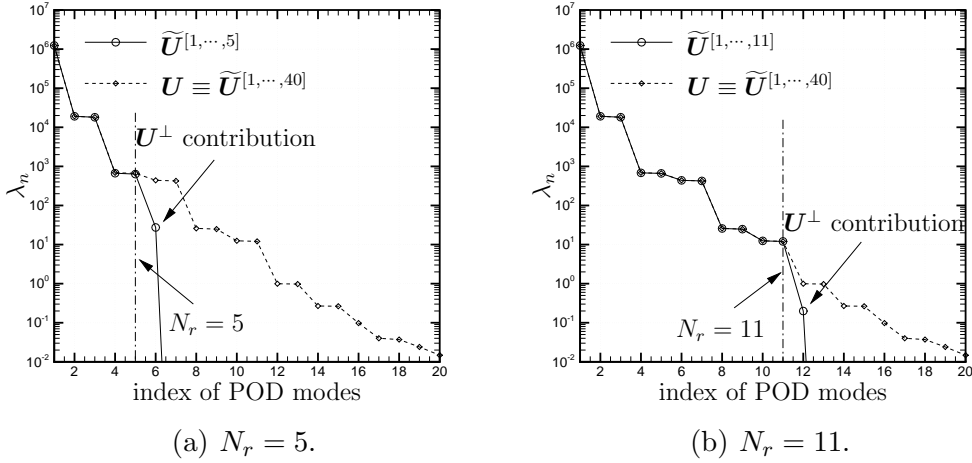 10^6
10^5
10^4
10^3
10^2
10^1
10^0
10^-1
10^-2
λ_n
Ũ^[1,⋯,5]
U ≡ Ũ^[1,⋯,40]
U^⊥ contribution
N_r = 5
2 4 6 8 10 12 14 16 18 20
index of POD modes
(a) N_r = 5.
10^6
10^5
10^4
10^3
10^2
10^1
10^0
10^-1
10^-2
λ_n
Ũ^[1,⋯,11]
U ≡ Ũ^[1,⋯,40]
U^⊥ contribution
N_r = 11
2 4 6 8 10 12 14 16 18 20
index of POD modes
(b) N_r = 11.